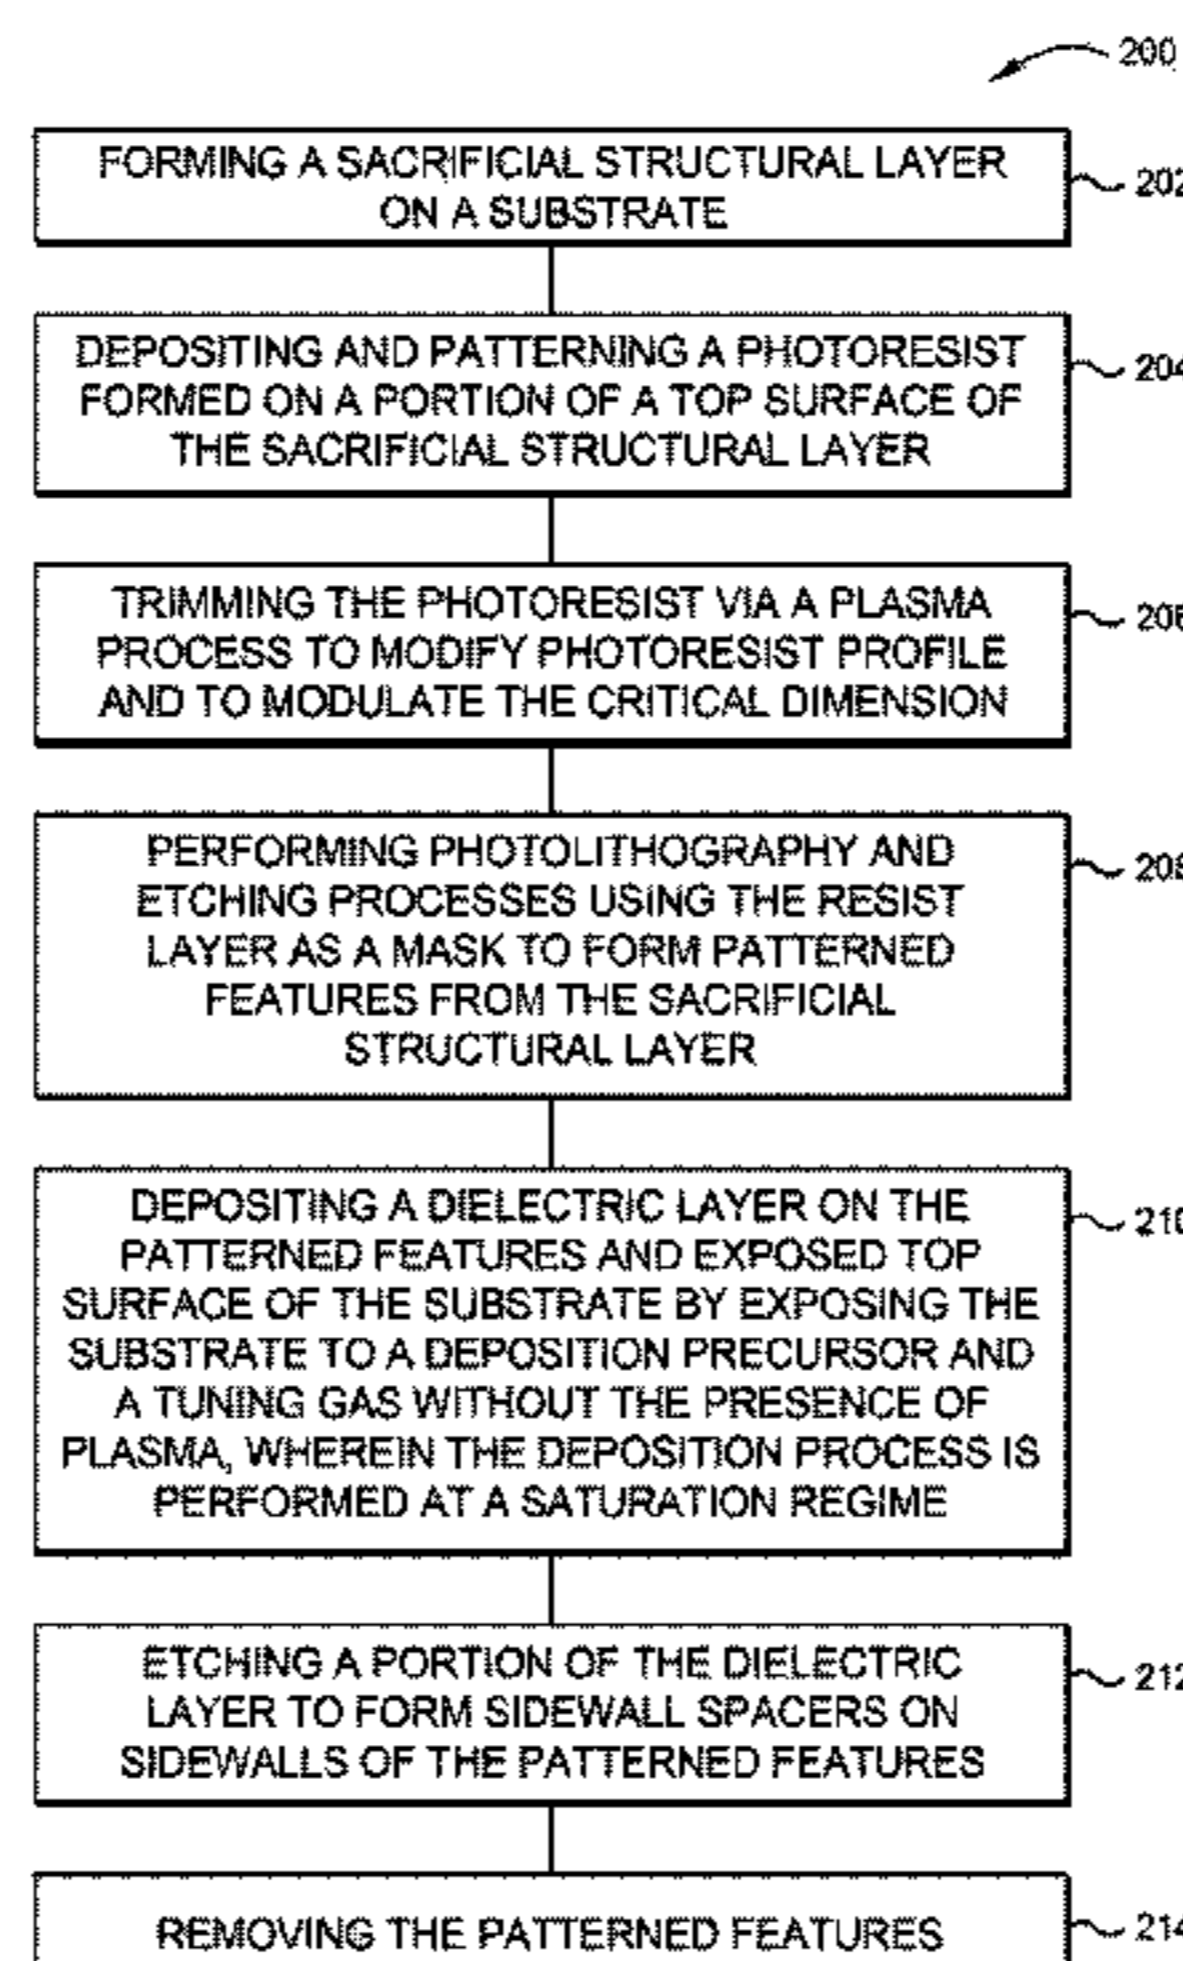 200
FORMING A SACRIFICIAL STRUCTURAL LAYER
ON A SUBSTRATE
202
DEPOSITING AND PATTERNING A PHOTORESIST
FORMED ON A PORTION OF A TOP SURFACE OF
THE SACRIFICIAL STRUCTURAL LAYER
204
TRIMMING THE PHOTORESIST VIA A PLASMA
PROCESS TO MODIFY PHOTORESIST PROFILE
AND TO MODULATE THE CRITICAL DIMENSION
206
PERFORMING PHOTOLITHOGRAPHY AND
ETCHING PROCESSES USING THE RESIST
LAYER AS A MASK TO FORM PATTERNED
FEATURES FROM THE SACRIFICIAL
STRUCTURAL LAYER
208
DEPOSITING A DIELECTRIC LAYER ON THE
PATTERNED FEATURES AND EXPOSED TOP
SURFACE OF THE SUBSTRATE BY EXPOSING THE
SUBSTRATE TO A DEPOSITION PRECURSOR AND
A TUNING GAS WITHOUT THE PRESENCE OF
PLASMA, WHEREIN THE DEPOSITION PROCESS IS
PERFORMED AT A SATURATION REGIME
210
ETCHING A PORTION OF THE DIELECTRIC
LAYER TO FORM SIDEWALL SPACERS ON
SIDEWALLS OF THE PATTERNED FEATURES
212
REMOVING THE PATTERNED FEATURES
214